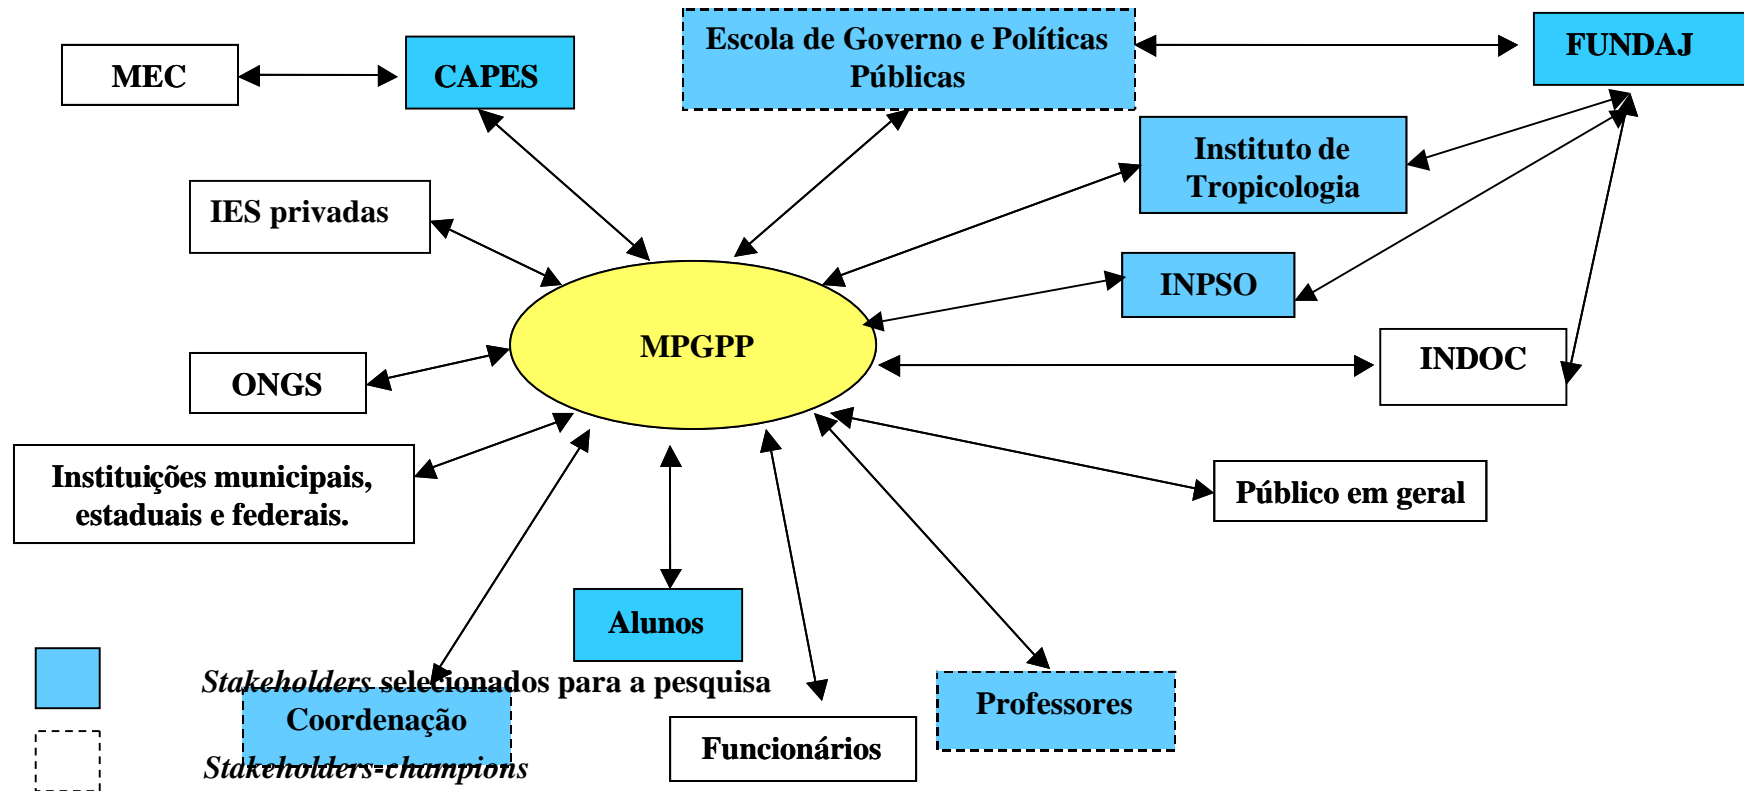 Escola de Governo e Políticas
Públicas
FUNDAJ
MEC
CAPES
Instituto de
Tropicologia
IES privadas
INPSO
MPGPP
INDOC
ONGS
Instituições municipais,
estaduais e federais.
Público em geral
Alunos
Stakeholders selecionados para a pesquisa
Coordenação
Professores
Funcionários
Stakeholders-champions